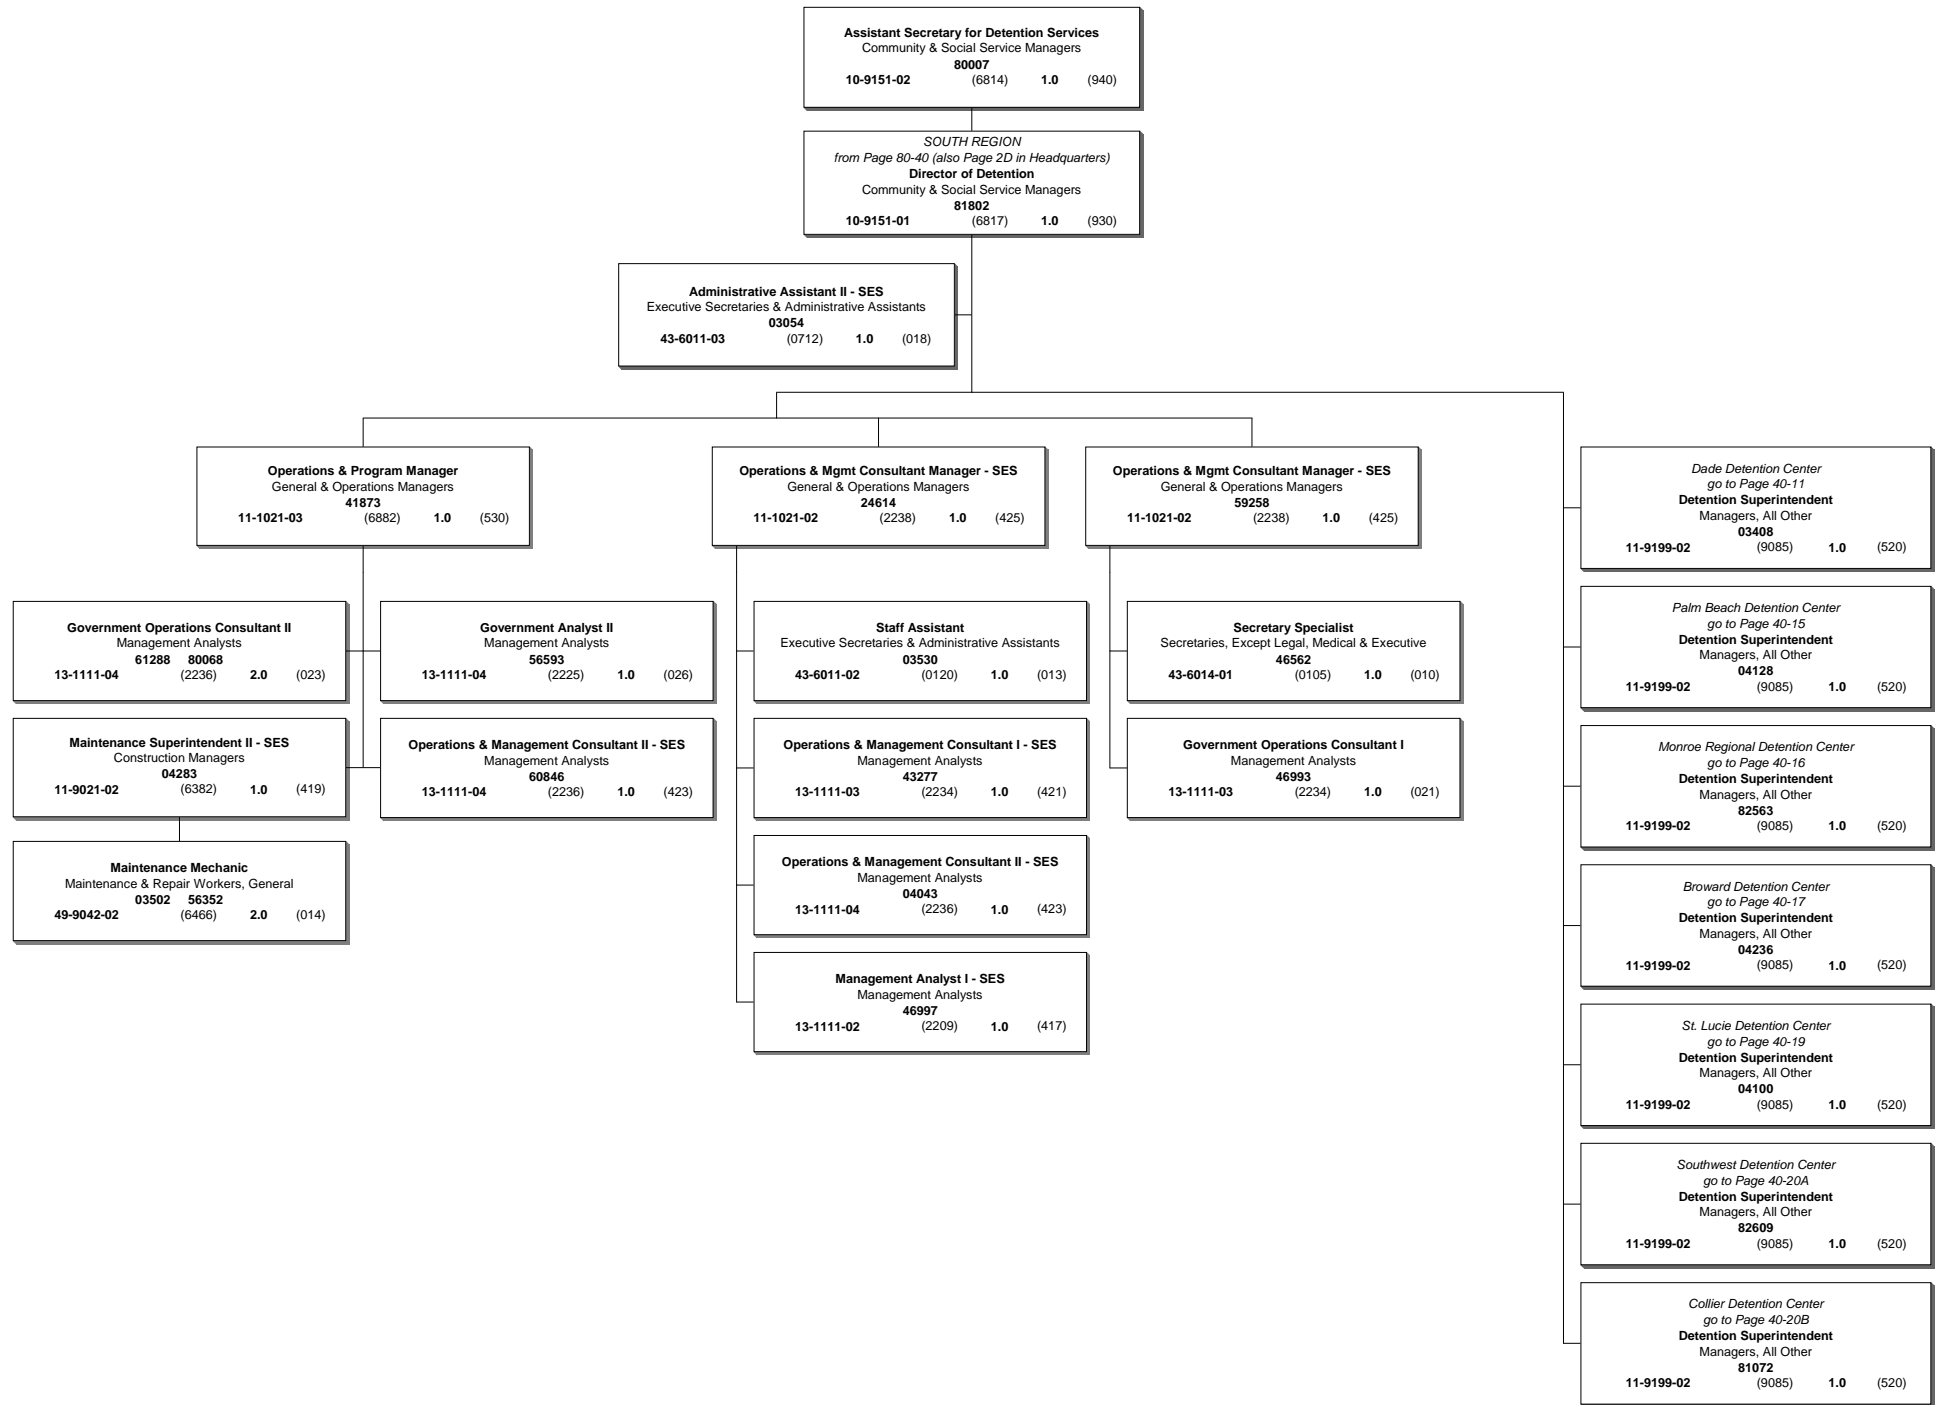 Assistant Secretary for Detention Services
Community & Social Service Managers
80007
10-9151-02 (6814) 1.0 (940)
SOUTH REGION
from Page 80-40 (also Page 2D in Headquarters)
Director of Detention
Community & Social Service Managers
81802
10-9151-01 (6817) 1.0 (930)
Administrative Assistant II - SES
Executive Secretaries & Administrative Assistants
03054
43-6011-03 (0712) 1.0 (018)
Operations & Program Manager
General & Operations Managers
41873
11-1021-03 (6882) 1.0 (530)
Operations & Mgmt Consultant Manager - SES
General & Operations Managers
24614
11-1021-02 (2238) 1.0 (425)
Operations & Mgmt Consultant Manager - SES
General & Operations Managers
59258
11-1021-02 (2238) 1.0 (425)
Government Operations Consultant II
Management Analysts
61288 80068
13-1111-04 (2236) 2.0 (023)
Government Analyst II
Management Analysts
56593
13-1111-04 (2225) 1.0 (026)
Maintenance Superintendent II - SES
Construction Managers
04283
11-9021-02 (6382) 1.0 (419)
Operations & Management Consultant II - SES
Management Analysts
60846
13-1111-04 (2236) 1.0 (423)
Maintenance Mechanic
Maintenance & Repair Workers, General
03502 56352
49-9042-02 (6466) 2.0 (014)
Staff Assistant
Executive Secretaries & Administrative Assistants
03530
43-6011-02 (0120) 1.0 (013)
Operations & Management Consultant I - SES
Management Analysts
43277
13-1111-03 (2234) 1.0 (421)
Operations & Management Consultant II - SES
Management Analysts
04043
13-1111-04 (2236) 1.0 (423)
Management Analyst I - SES
Management Analysts
46997
13-1111-02 (2209) 1.0 (417)
Secretary Specialist
Secretaries, Except Legal, Medical & Executive
46562
43-6014-01 (0105) 1.0 (010)
Government Operations Consultant I
Management Analysts
46993
13-1111-03 (2234) 1.0 (021)
Dade Detention Center
go to Page 40-11
Detention Superintendent
Managers, All Other
03408
11-9199-02 (9085) 1.0 (520)
Palm Beach Detention Center
go to Page 40-15
Detention Superintendent
Managers, All Other
04128
11-9199-02 (9085) 1.0 (520)
Monroe Regional Detention Center
go to Page 40-16
Detention Superintendent
Managers, All Other
82563
11-9199-02 (9085) 1.0 (520)
Broward Detention Center
go to Page 40-17
Detention Superintendent
Managers, All Other
04236
11-9199-02 (9085) 1.0 (520)
St. Lucie Detention Center
go to Page 40-19
Detention Superintendent
Managers, All Other
04100
11-9199-02 (9085) 1.0 (520)
Southwest Detention Center
go to Page 40-20A
Detention Superintendent
Managers, All Other
82609
11-9199-02 (9085) 1.0 (520)
Collier Detention Center
go to Page 40-20B
Detention Superintendent
Managers, All Other
81072
11-9199-02 (9085) 1.0 (520)